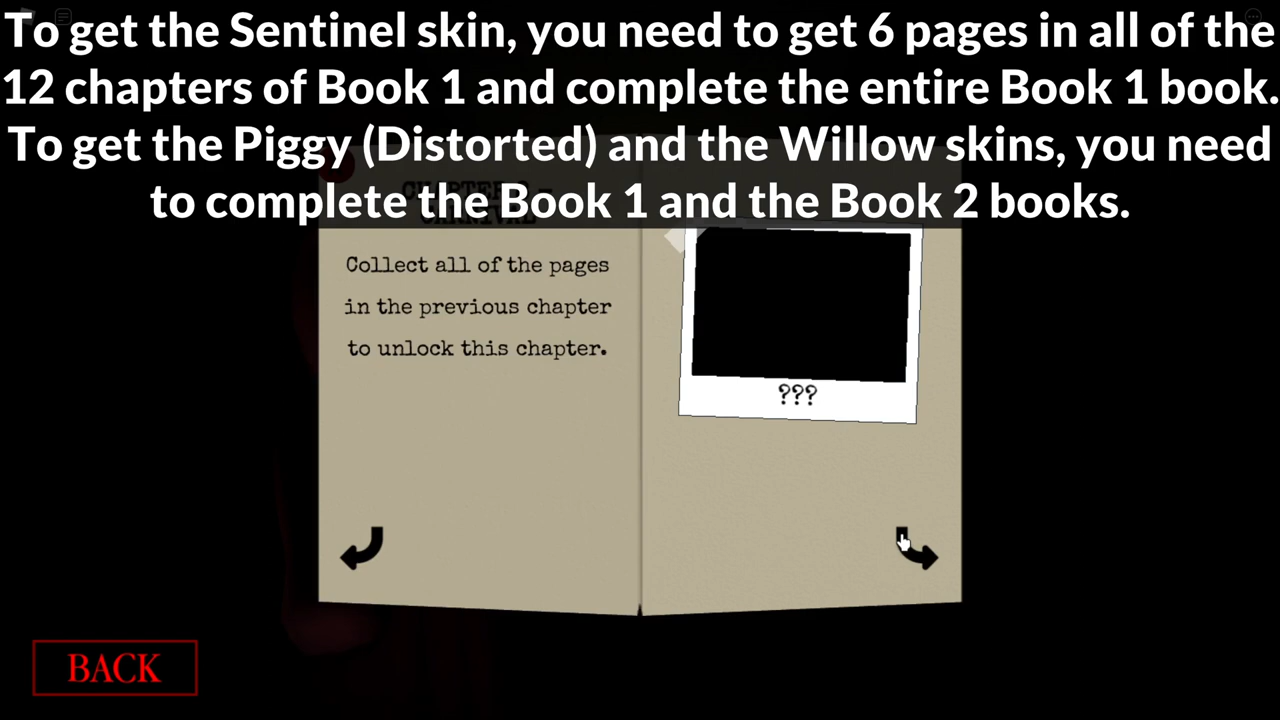 To get the Sentinel skin, you need to get 6 pages in all of the
12 chapters of Book 1 and complete the entire Book 1 book.
To get the Piggy (Distorted) and the Willow skins, you need
to complete the Book 1 and the Book 2 books.
CARNIVAL
Collect all of the pages
in the previous chapter
to unlock this chapter.
???
BACK